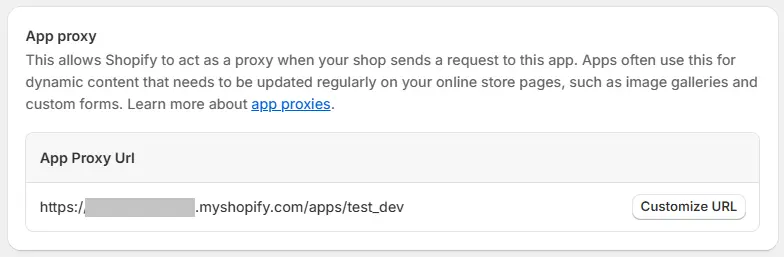 App proxy
This allows Shopify to act as a proxy when your shop sends a request to this app. Apps often use this for
dynamic content that needs to be updated regularly on your online store pages, such as image galleries and
custom forms. Learn more about app proxies.
App Proxy Url
https:/ .myshopify.com/apps/test_dev Customize URL